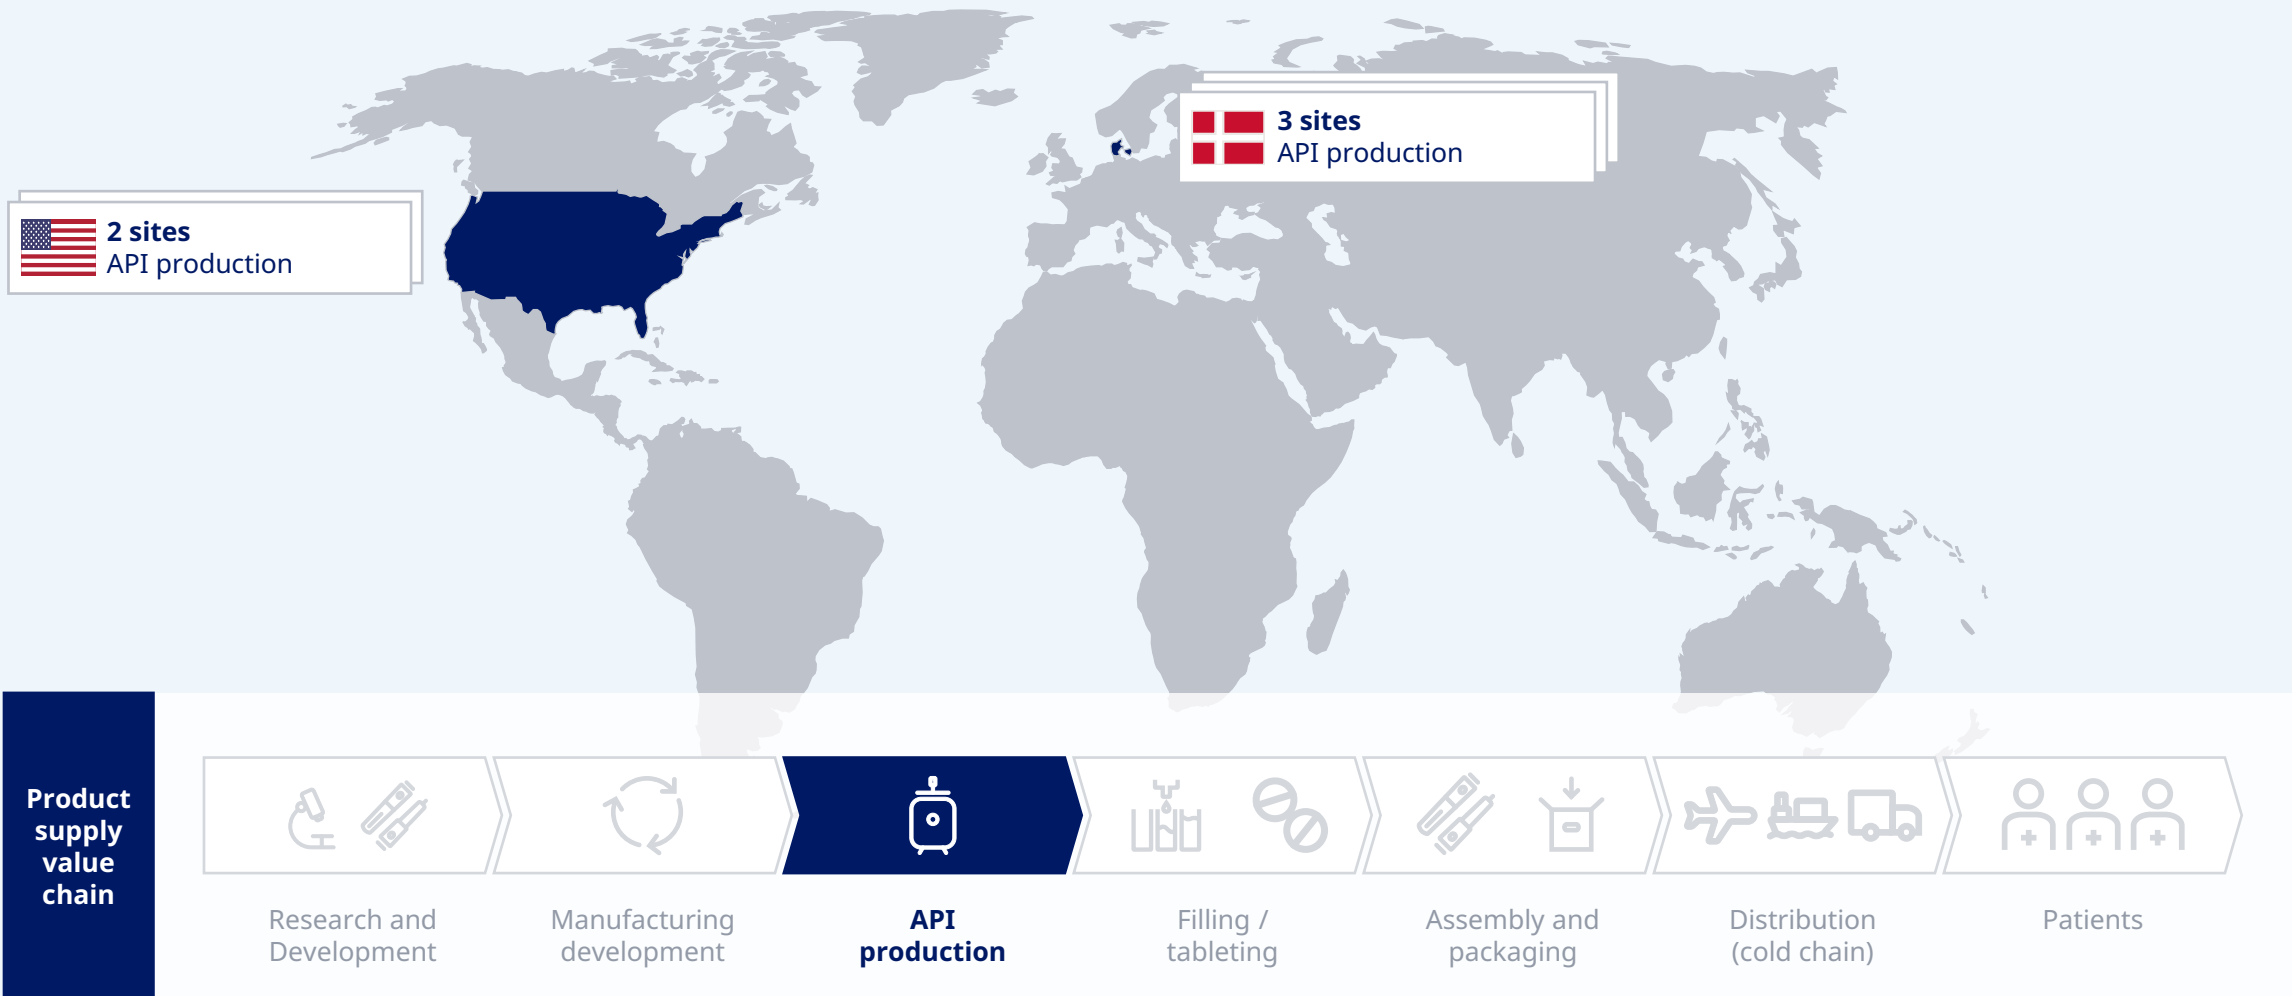 3 sites
API production
2 sites
API production
Product
supply
value
chain
Research and
Development
Manufacturing
development
API
production
Filling /
tableting
Assembly and
packaging
Distribution
(cold chain)
Patients